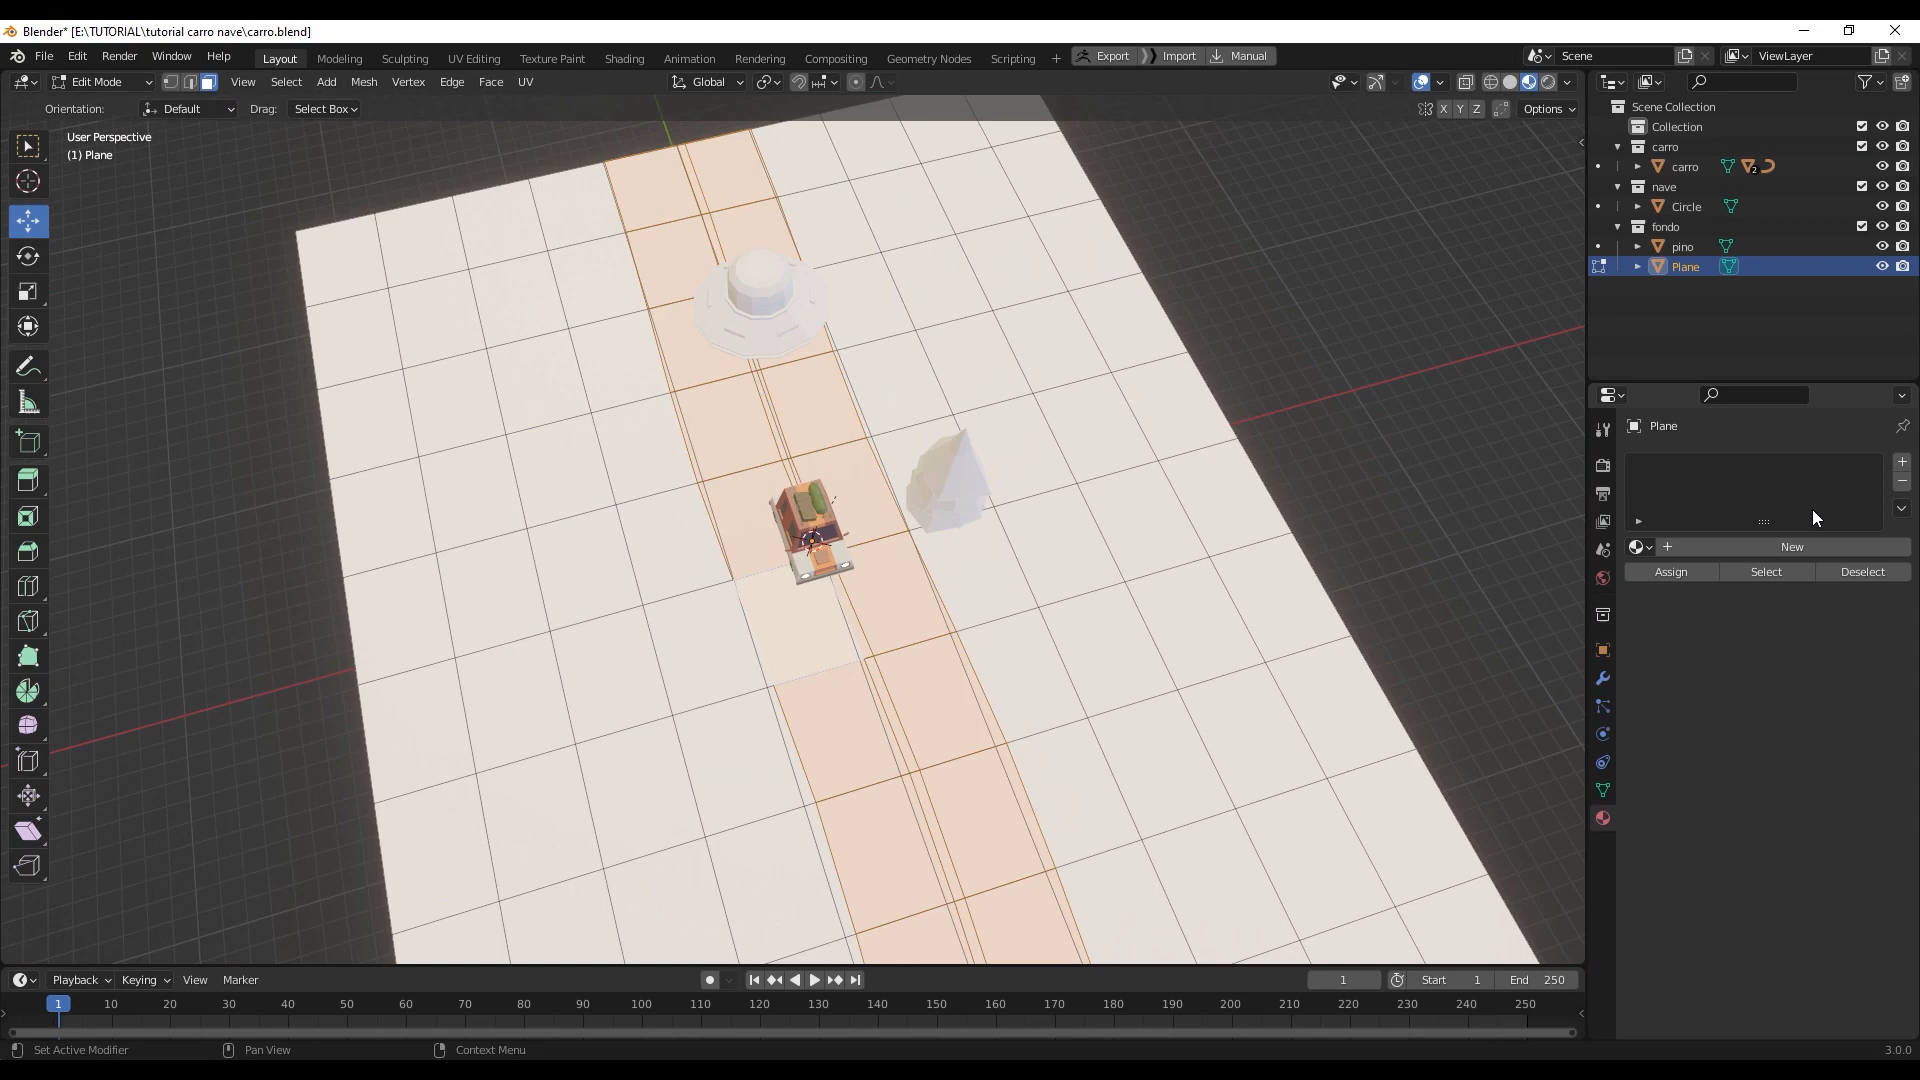 Blender* [E:\TUTORIAL\tutorial carro nave\carro.blend]
File Edit Render Window Help Layout Modeling Sculpting UV Editing Texture Paint Shading Animation Rendering Compositing Geometry Nodes Scripting + Export Import Manual Scene ViewLayer
Edit Mode View Select Add Mesh Vertex Edge Face UV Global
Orientation: Default Drag: Select Box X Y Z Options
User Perspective
(1) Plane
Scene Collection
Collection
carro
carro 2
nave
Circle
fondo
pino
Plane
Plane
New
Assign Select Deselect
Playback Keying View Marker 1 Start 1 End 250
1 10 20 30 40 50 60 70 80 90 100 110 120 130 140 150 160 170 180 190 200 210 220 230 240 250
Set Active Modifier Pan View Context Menu 3.0.0